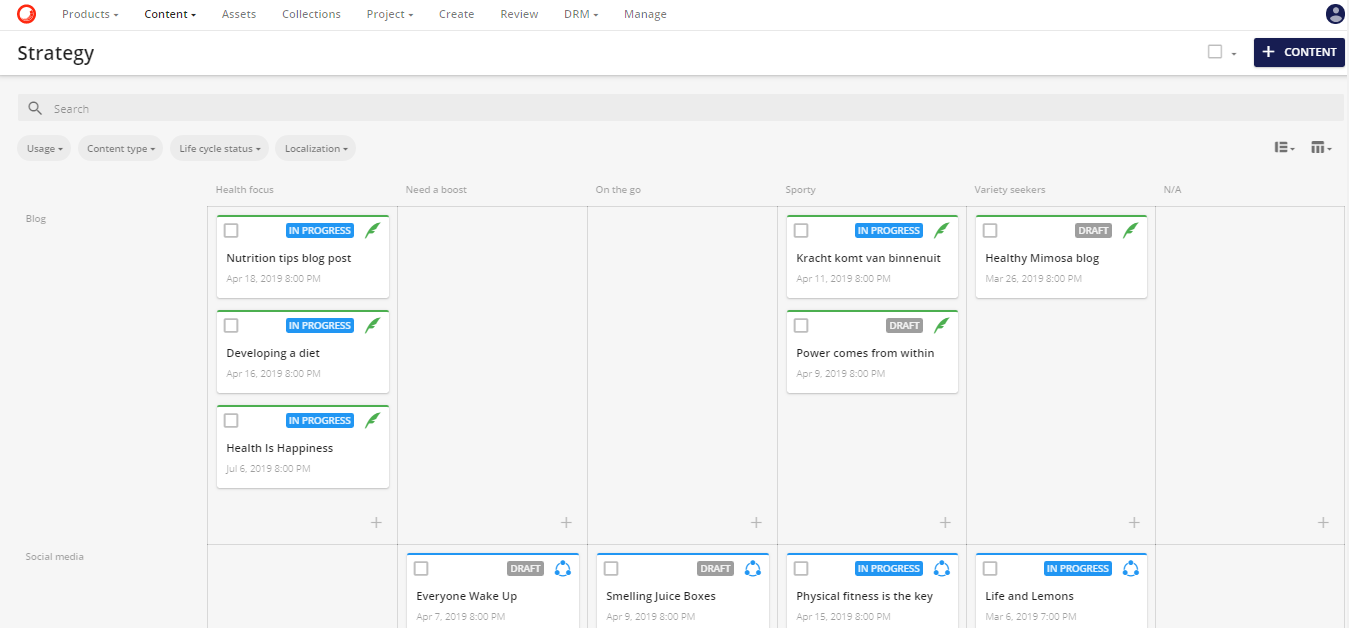 Products Content Assets Collections Project Create Review DRM Manage
Strategy
CONTENT
Search
Usage Content type Life cycle status Localization
Health focus Need a boost On the go Sporty Variety seekers N/A
Blog
IN PROGRESS
Nutrition tips blog post
Apr 18, 2019 8:00 PM
IN PROGRESS
Developing a diet
Apr 16, 2019 8:00 PM
IN PROGRESS
Health Is Happiness
Jul 6, 2019 8:00 PM
IN PROGRESS
Kracht komt van binnenuit
Apr 11, 2019 8:00 PM
DRAFT
Power comes from within
Apr 9, 2019 8:00 PM
DRAFT
Healthy Mimosa blog
Mar 26, 2019 8:00 PM
Social media
DRAFT
Everyone Wake Up
Apr 7, 2019 8:00 PM
DRAFT
Smelling Juice Boxes
Apr 9, 2019 8:00 PM
IN PROGRESS
Physical fitness is the key
Apr 15, 2019 8:00 PM
IN PROGRESS
Life and Lemons
Mar 6, 2019 7:00 PM